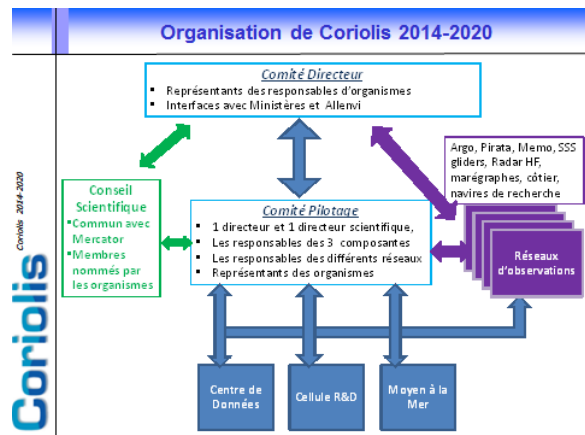 Organisation de Coriolis 2014-2020
Comité Directeur
▪ Représentants des responsables d'organismes
▪ Interfaces avec Ministères et Allenvi
Argo, Pirata, Memo, SSS
gliders, Radar HF,
marégraphes, côtier,
navires de recherche
Conseil
Scientifique
▪Commun avec
Mercator
▪Membres
nommés par
les organismes
Comité Pilotage
▪ 1 directeur et 1 directeur scientifique,
▪ Les responsables des 3 composantes
▪ Les responsables des différents réseaux
▪ Représentants des organismes
Réseaux
d'observations
Centre de
Données
Cellule R&D
Moyen à la
Mer
Coriolis 2014-2020
Coriolis